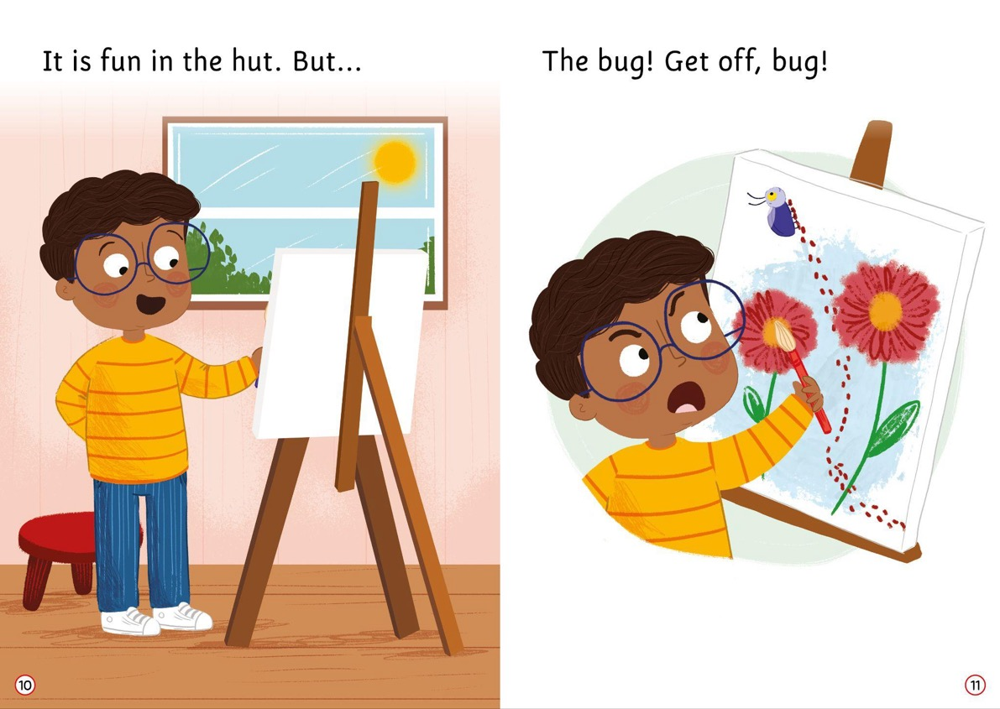 It is fun in the hut. But...
The bug! Get off, bug!
10
11